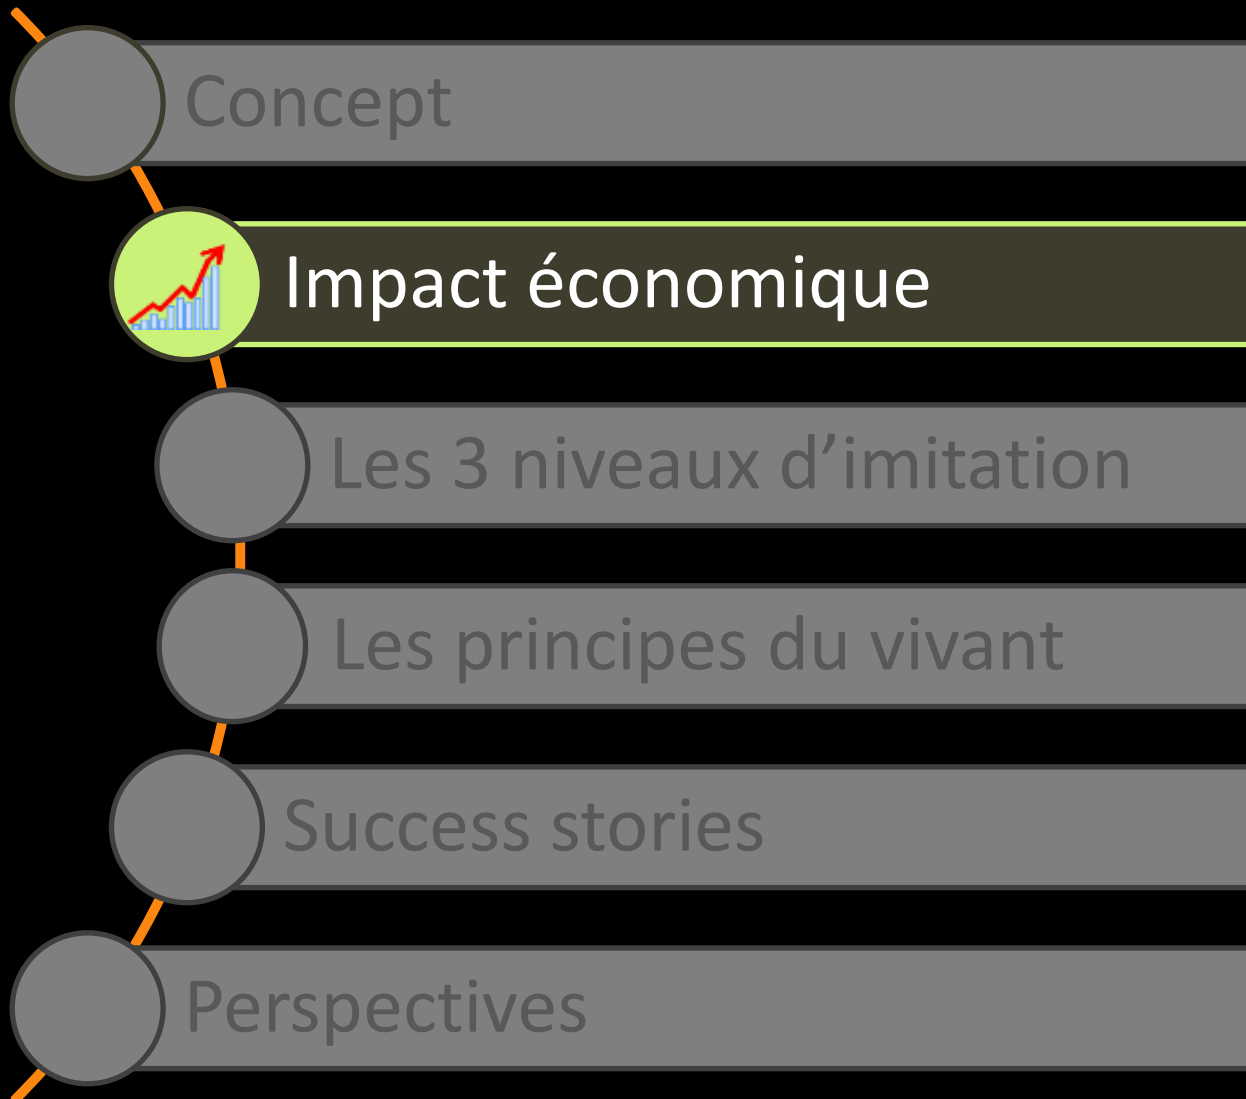 Concept
Impact économique
Les 3 niveaux d’imitation
Les principes du vivant
Success stories
Perspectives